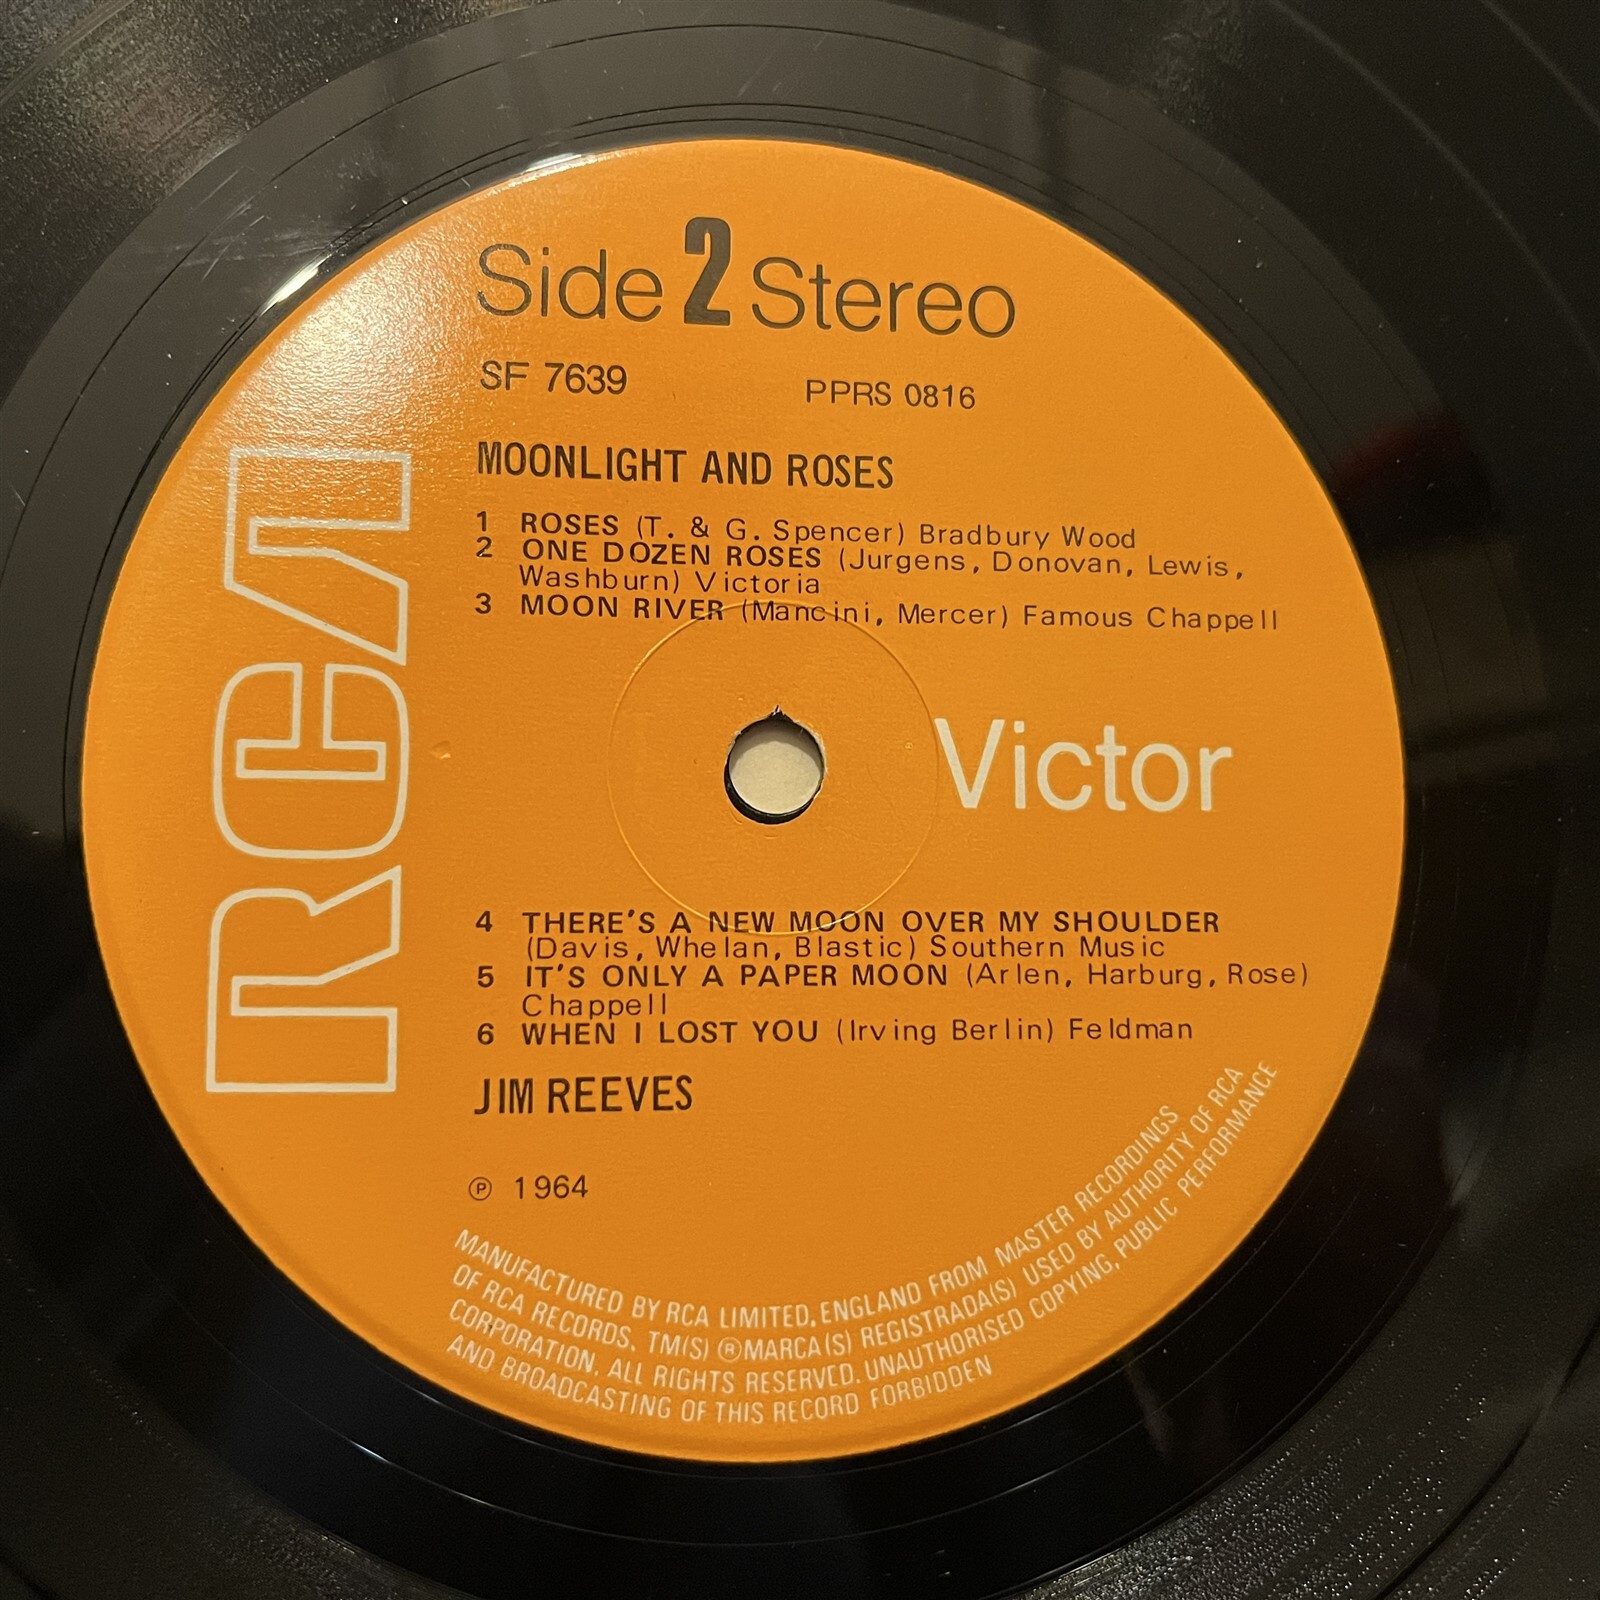 Side 2 Stereo
SF 7639 PPRS 0816
MOONLIGHT AND ROSES
1 ROSES (T. & G. Spencer) Bradbury Wood
2 ONE DOZEN ROSES (Jurgens, Donovan, Lewis,
Washburn) Victoria
3 MOON RIVER (Mancini, Mercer) Famous Chappell
RCA
Victor
4 THERE'S A NEW MOON OVER MY SHOULDER
(Davis, Whelan, Blastic) Southern Music
5 IT'S ONLY A PAPER MOON (Arlen, Harburg, Rose)
Chappell
6 WHEN I LOST YOU (Irving Berlin) Feldman
JIM REEVES
℗ 1964
MANUFACTURED BY RCA LIMITED, ENGLAND FROM MASTER RECORDINGS
OF RCA RECORDS. TM(S) ® MARCA(S) REGISTRADA(S) USED BY AUTHORITY OF RCA
CORPORATION. ALL RIGHTS RESERVED. UNAUTHORISED COPYING, PUBLIC PERFORMANCE
AND BROADCASTING OF THIS RECORD FORBIDDEN